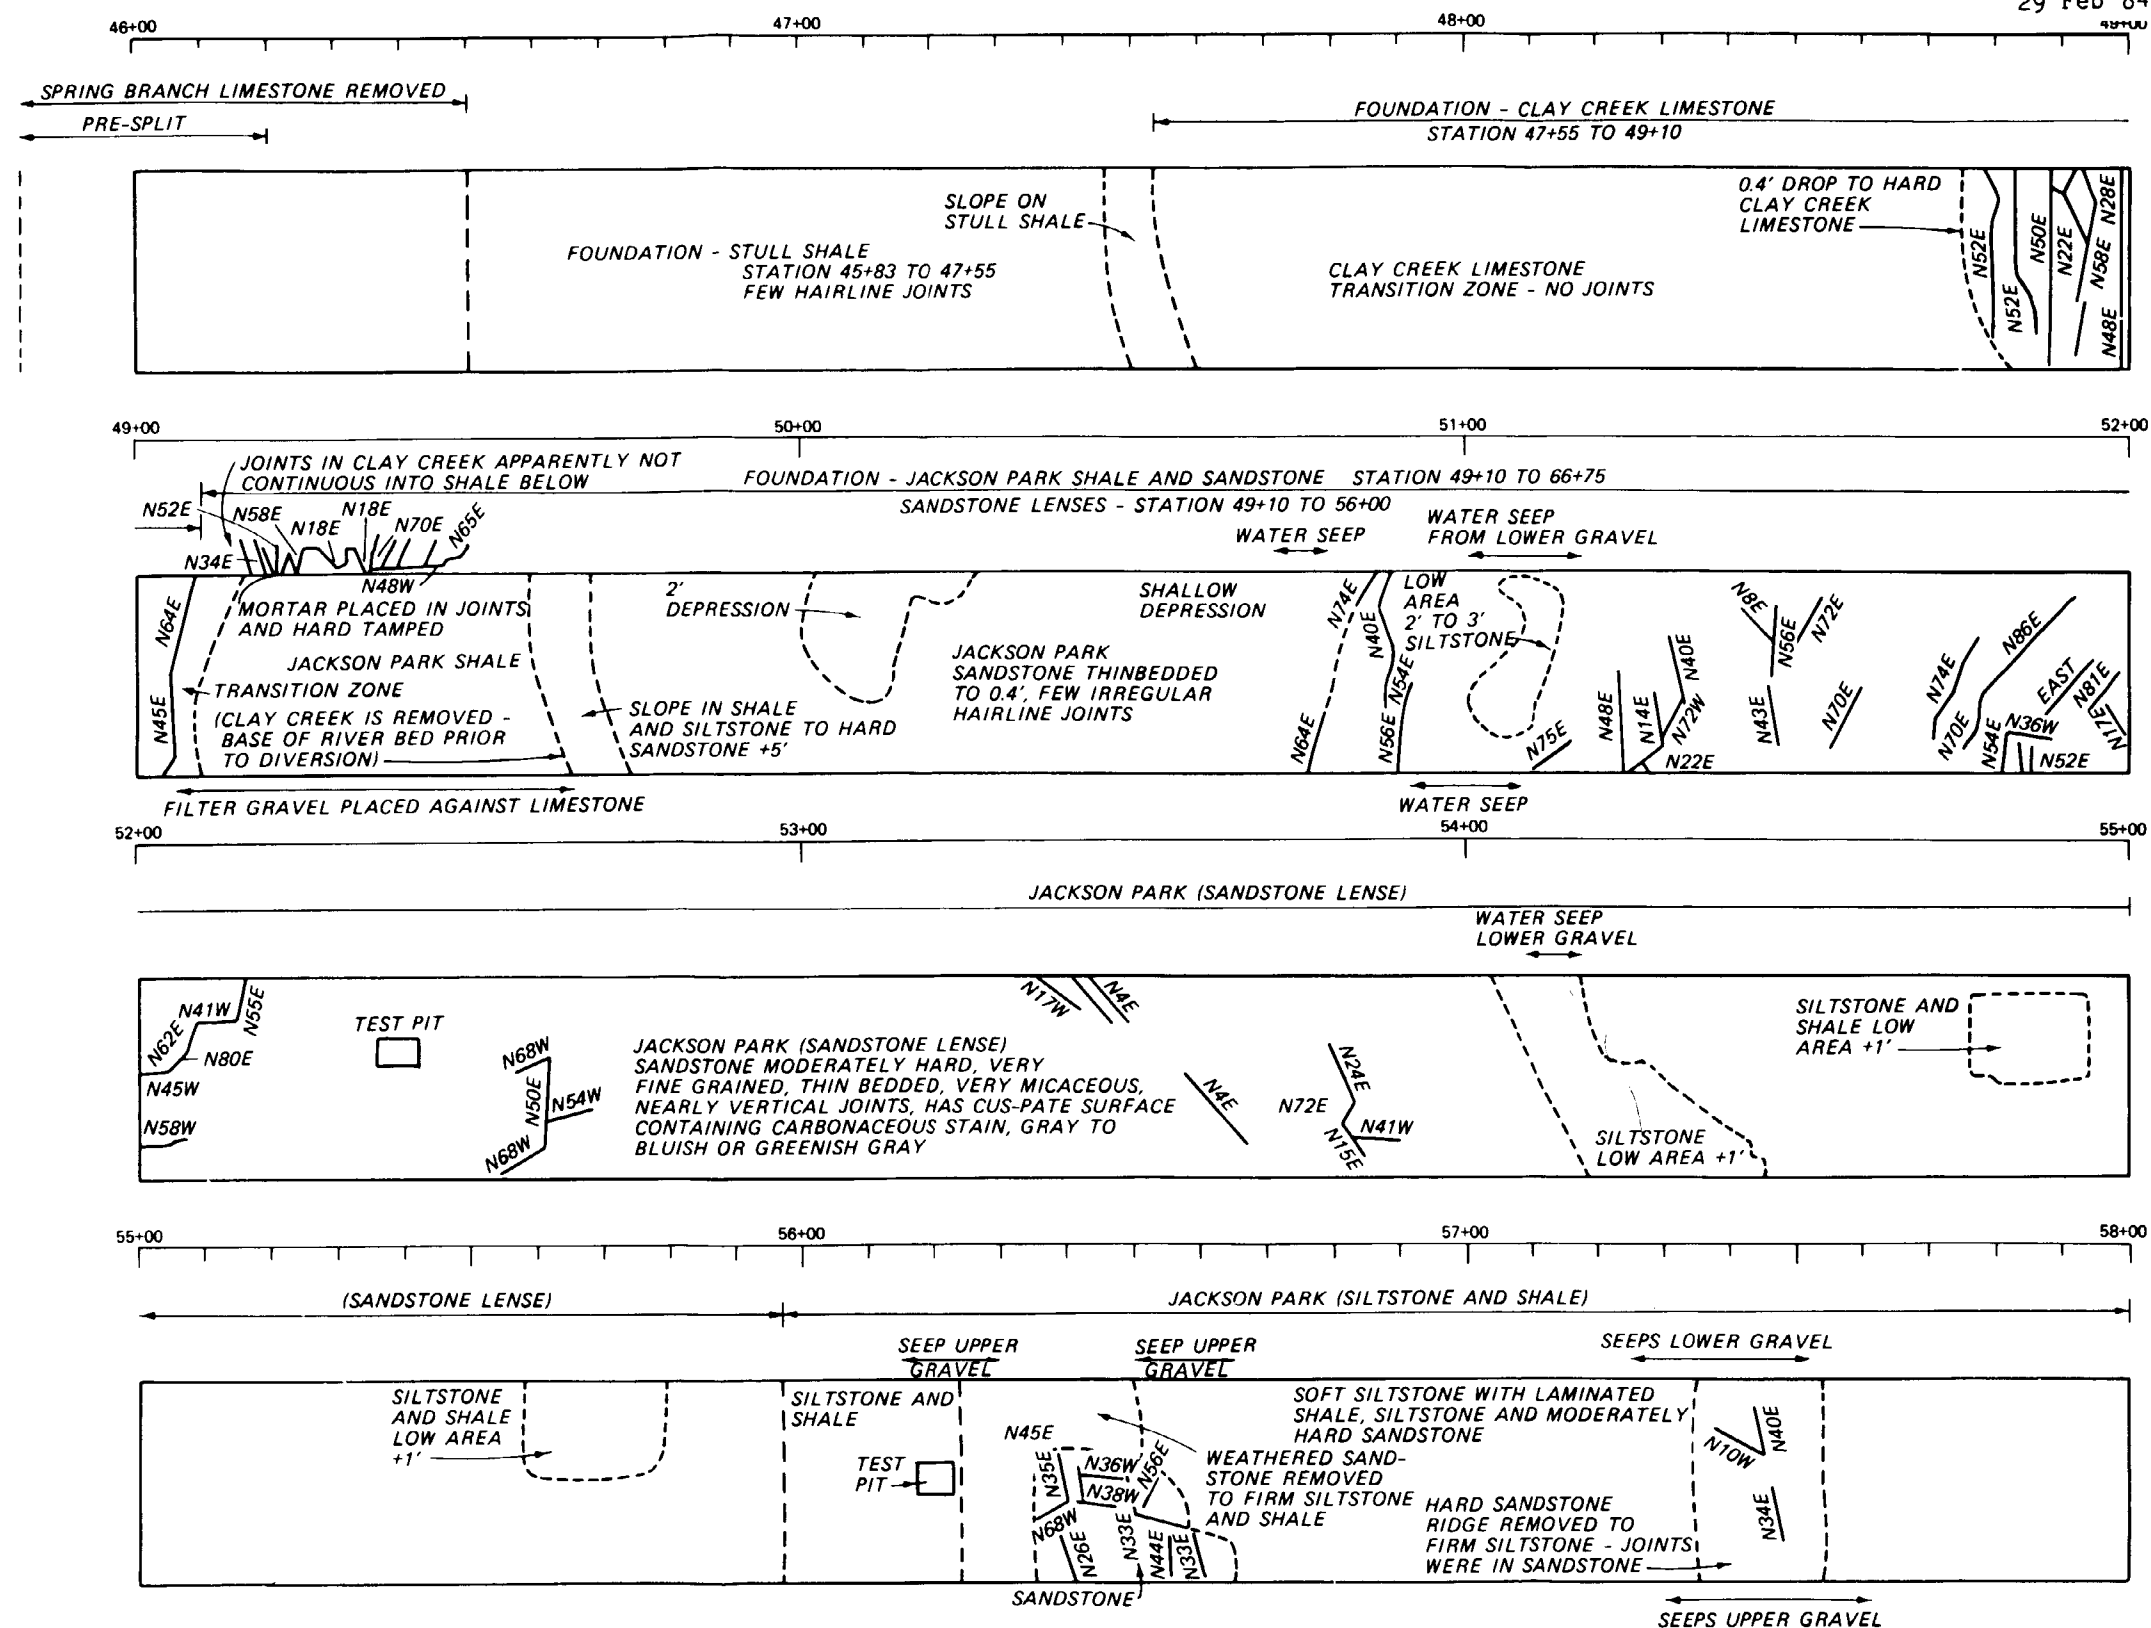 29 Feb 84
46+00
47+00
48+00
49+00
SPRING BRANCH LIMESTONE REMOVED
PRE-SPLIT
FOUNDATION - CLAY CREEK LIMESTONE
STATION 47+55 TO 49+10
SLOPE ON
STULL SHALE
FOUNDATION - STULL SHALE
STATION 45+83 TO 47+55
FEW HAIRLINE JOINTS
CLAY CREEK LIMESTONE
TRANSITION ZONE - NO JOINTS
0.4' DROP TO HARD
CLAY CREEK
LIMESTONE
N52E
N52E
N50E
N22E
N58E
N28E
N48E
49+00
50+00
51+00
52+00
JOINTS IN CLAY CREEK APPARENTLY NOT
CONTINUOUS INTO SHALE BELOW
FOUNDATION - JACKSON PARK SHALE AND SANDSTONE STATION 49+10 TO 66+75
SANDSTONE LENSES - STATION 49+10 TO 56+00
N52E
N58E
N18E
N18E
N70E
N65E
N34E
N48W
WATER SEEP
WATER SEEP
FROM LOWER GRAVEL
N64E
N45E
MORTAR PLACED IN JOINTS
AND HARD TAMPED
JACKSON PARK SHALE
TRANSITION ZONE
(CLAY CREEK IS REMOVED -
BASE OF RIVER BED PRIOR
TO DIVERSION)
SLOPE IN SHALE
AND SILTSTONE TO HARD
SANDSTONE +5'
2'
DEPRESSION
SHALLOW
DEPRESSION
JACKSON PARK
SANDSTONE THINBEDDED
TO 0.4', FEW IRREGULAR
HAIRLINE JOINTS
N74E
N40E
N54E
N64E
N56E
LOW
AREA
2' TO 3'
SILTSTONE
N75E
N48E
N14E
N40E
N72W
N22E
N8E
N56E
N72E
N43E
N70E
N74E
N70E
N86E
EAST
N81E
N17E
N36W
N54E
N52E
FILTER GRAVEL PLACED AGAINST LIMESTONE
WATER SEEP
52+00
53+00
54+00
55+00
JACKSON PARK (SANDSTONE LENSE)
WATER SEEP
LOWER GRAVEL
N41W
N55E
N62E
N80E
N45W
N58W
TEST PIT
N68W
N50E
N54W
N68W
JACKSON PARK (SANDSTONE LENSE)
SANDSTONE MODERATELY HARD, VERY
FINE GRAINED, THIN BEDDED, VERY MICACEOUS,
NEARLY VERTICAL JOINTS, HAS CUS-PATE SURFACE
CONTAINING CARBONACEOUS STAIN, GRAY TO
BLUISH OR GREENISH GRAY
N17W
N4E
N4E
N24E
N72E
N41W
N15E
SILTSTONE
LOW AREA +1'
SILTSTONE AND
SHALE LOW
AREA +1'
55+00
56+00
57+00
58+00
(SANDSTONE LENSE)
JACKSON PARK (SILTSTONE AND SHALE)
SEEP UPPER
GRAVEL
SEEP UPPER
GRAVEL
SEEPS LOWER GRAVEL
SILTSTONE
AND SHALE
LOW AREA
+1'
SILTSTONE AND
SHALE
TEST
PIT
N45E
N35E
N36W
N38W
N56E
N68W
N26E
N33E
N44E
N33E
SANDSTONE
WEATHERED SAND-
STONE REMOVED
TO FIRM SILTSTONE
AND SHALE
SOFT SILTSTONE WITH LAMINATED
SHALE, SILTSTONE AND MODERATELY
HARD SANDSTONE
HARD SANDSTONE
RIDGE REMOVED TO
FIRM SILTSTONE - JOINTS
WERE IN SANDSTONE
N40E
N10W
N34E
SEEPS UPPER GRAVEL